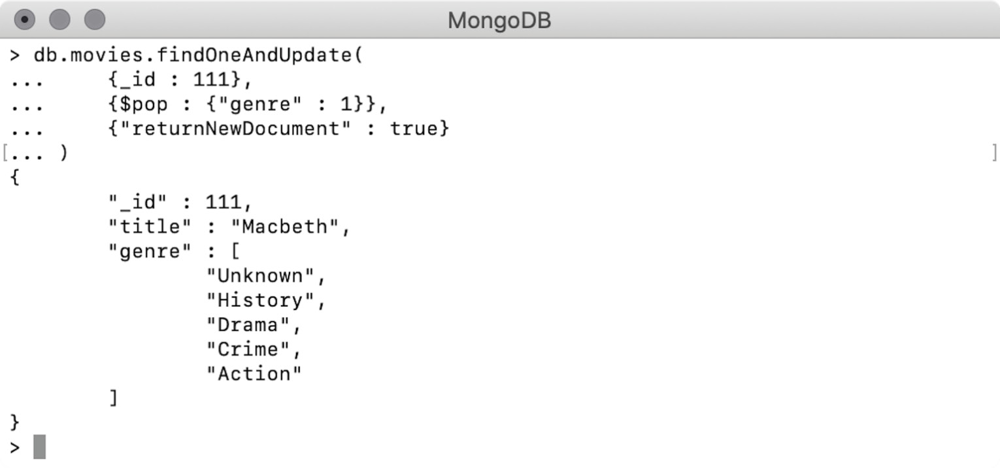 MongoDB
> db.movies.findOneAndUpdate(
...     {_id : 111},
...     {$pop : {"genre" : 1}},
...     {"returnNewDocument" : true}
[... )                                                                           ]
{
        "_id" : 111,
        "title" : "Macbeth",
        "genre" : [
                "Unknown",
                "History",
                "Drama",
                "Crime",
                "Action"
        ]
}
>